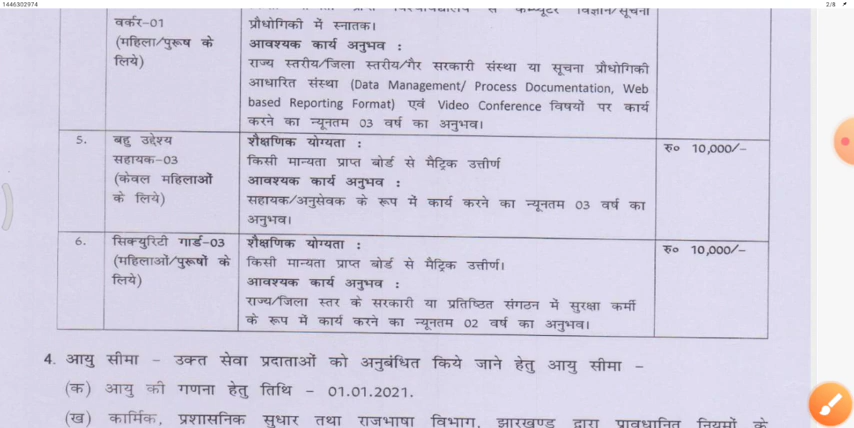 1446302974
2/8
वर्कर-01
(महिला/पुरूष के
लिये)
प्रौधोगिकी में स्नातक।
आवश्यक कार्य अनुभव :
राज्य स्तरीय/जिला स्तरीय/गैर सरकारी संस्था या सूचना प्रौधोगिकी
आधारित संस्था (Data Management/ Process Documentation, Web
based Reporting Format) एवं Video Conference विषयों पर कार्य
करने का न्यूनतम 03 वर्ष का अनुभव।
5.
बहु उद्देश्य
सहायक-03
(केवल महिलाओं
के लिये)
शैक्षणिक योग्यता :
किसी मान्यता प्राप्त बोर्ड से मैट्रिक उत्तीर्ण
आवश्यक कार्य अनुभव :
सहायक/अनुसेवक के रूप में कार्य करने का न्यूनतम 03 वर्ष का
अनुभव।
रु० 10,000/-
6.
सिक्युरिटी गार्ड-03
(महिलाओं/पुरूषों के
लिये)
शैक्षणिक योग्यता :
किसी मान्यता प्राप्त बोर्ड से मैट्रिक उत्तीर्ण।
आवश्यक कार्य अनुभव :
राज्य/जिला स्तर के सरकारी या प्रतिष्ठित संगठन में सुरक्षा कर्मी
के रूप में कार्य करने का न्यूनतम 02 वर्ष का अनुभव।
रु० 10,000/-
4. आयु सीमा - उक्त सेवा प्रदाताओं को अनुबंधित किये जाने हेतु आयु सीमा -
(क) आयु की गणना हेतु तिथि - 01.01.2021.
(ख) कार्मिक, प्रशासनिक सुधार तथा राजभाषा विभाग, झारखण्ड द्वारा प्रावधानित नियमों के